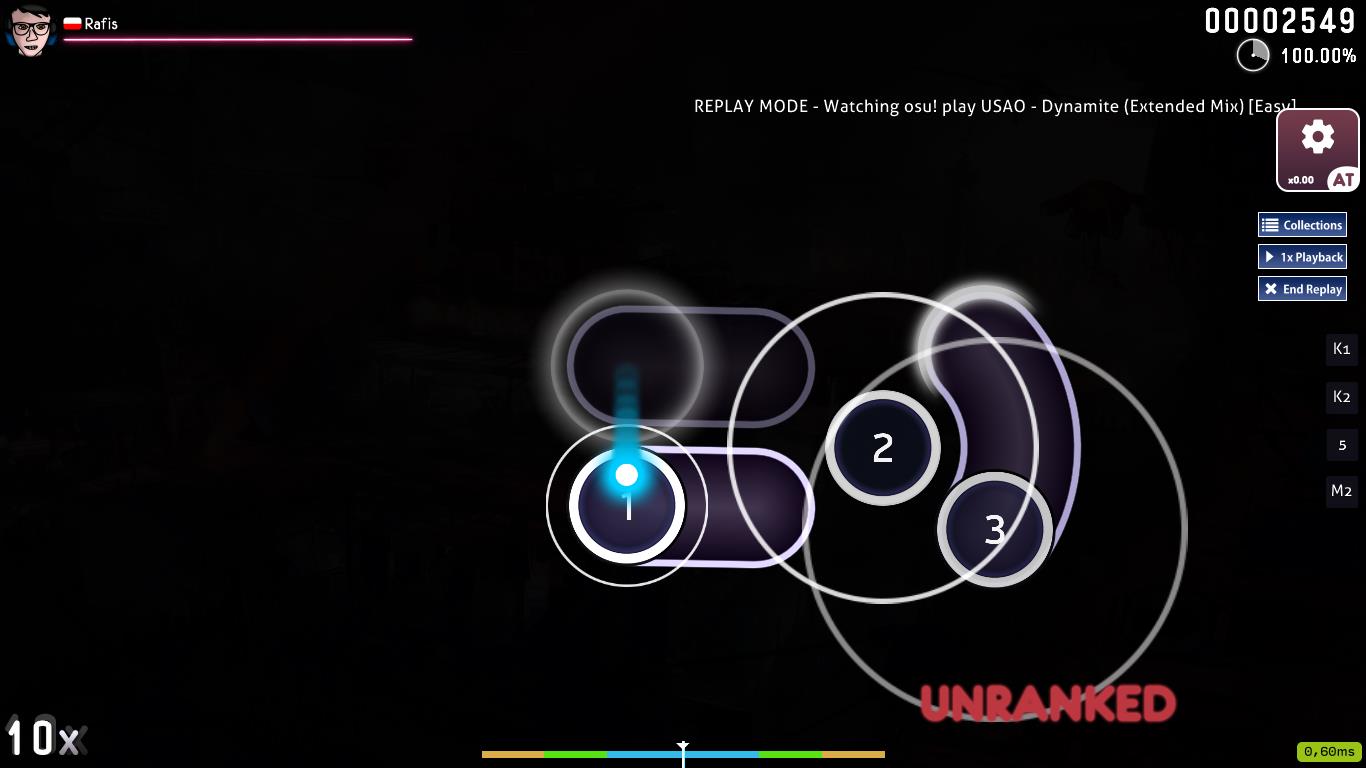 Rafis
00002549
100.00%
REPLAY MODE - Watching osu! play USAO - Dynamite (Extended Mix) [Easy]
x0.00
AT
Collections
1x Playback
End Replay
K1
K2
5
M2
1
2
3
UNRANKED
10x
0,60ms